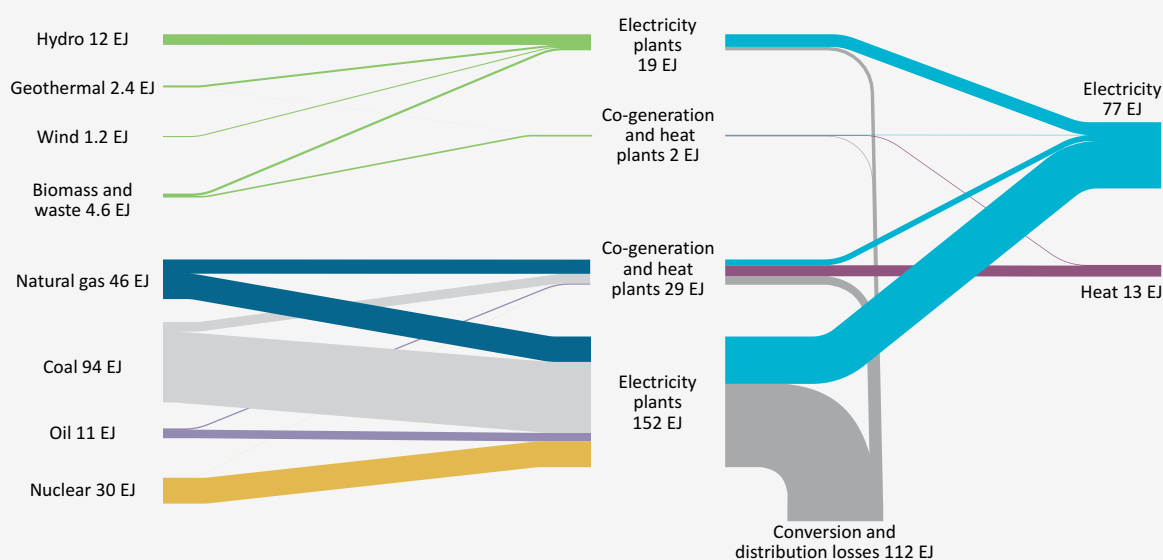 Hydro 12 EJ
Geothermal 2.4 EJ
Wind 1.2 EJ
Biomass and
waste 4.6 EJ
Natural gas 46 EJ
Coal 94 EJ
Oil 11 EJ
Nuclear 30 EJ
Electricity
plants
19 EJ
Co-generation
and heat
plants 2 EJ
Co-generation
and heat
plants 29 EJ
Electricity
plants
152 EJ
Electricity
77 EJ
Heat 13 EJ
Conversion and
distribution losses 112 EJ